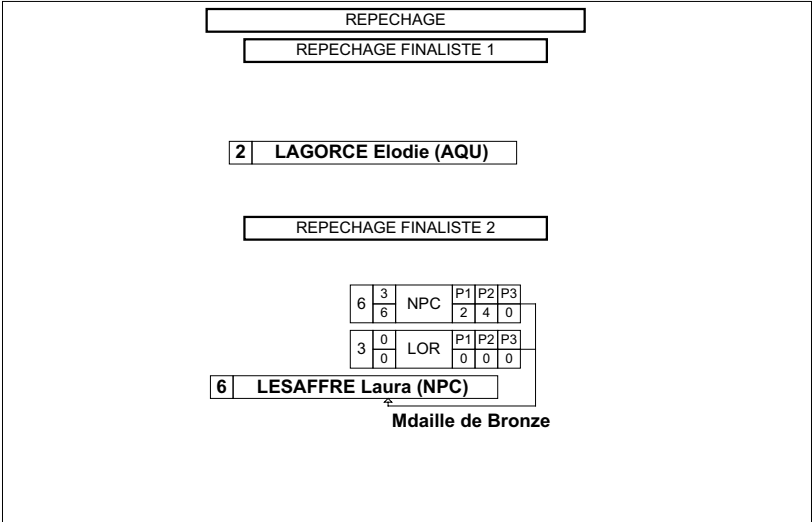 REPECHAGE
REPECHAGE FINALISTE 1
2 LAGORCE Elodie (AQU)
REPECHAGE FINALISTE 2
6 3 NPC P1 P2 P3
6 2 4 0
3 0 LOR P1 P2 P3
0 0 0 0
6 LESAFFRE Laura (NPC)
Mdaille de Bronze